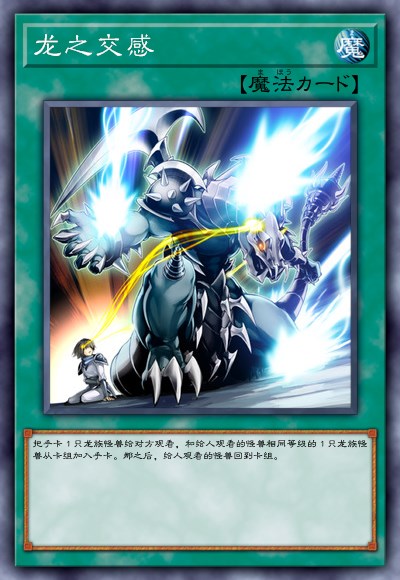 龙之交感
魔
【魔法カード】
まほう
把手卡1只龙族怪兽给对方观看，和给人观看的怪兽相同等级的1只龙族怪
兽从卡组加入手卡。那之后，给人观看的怪兽回到卡组。